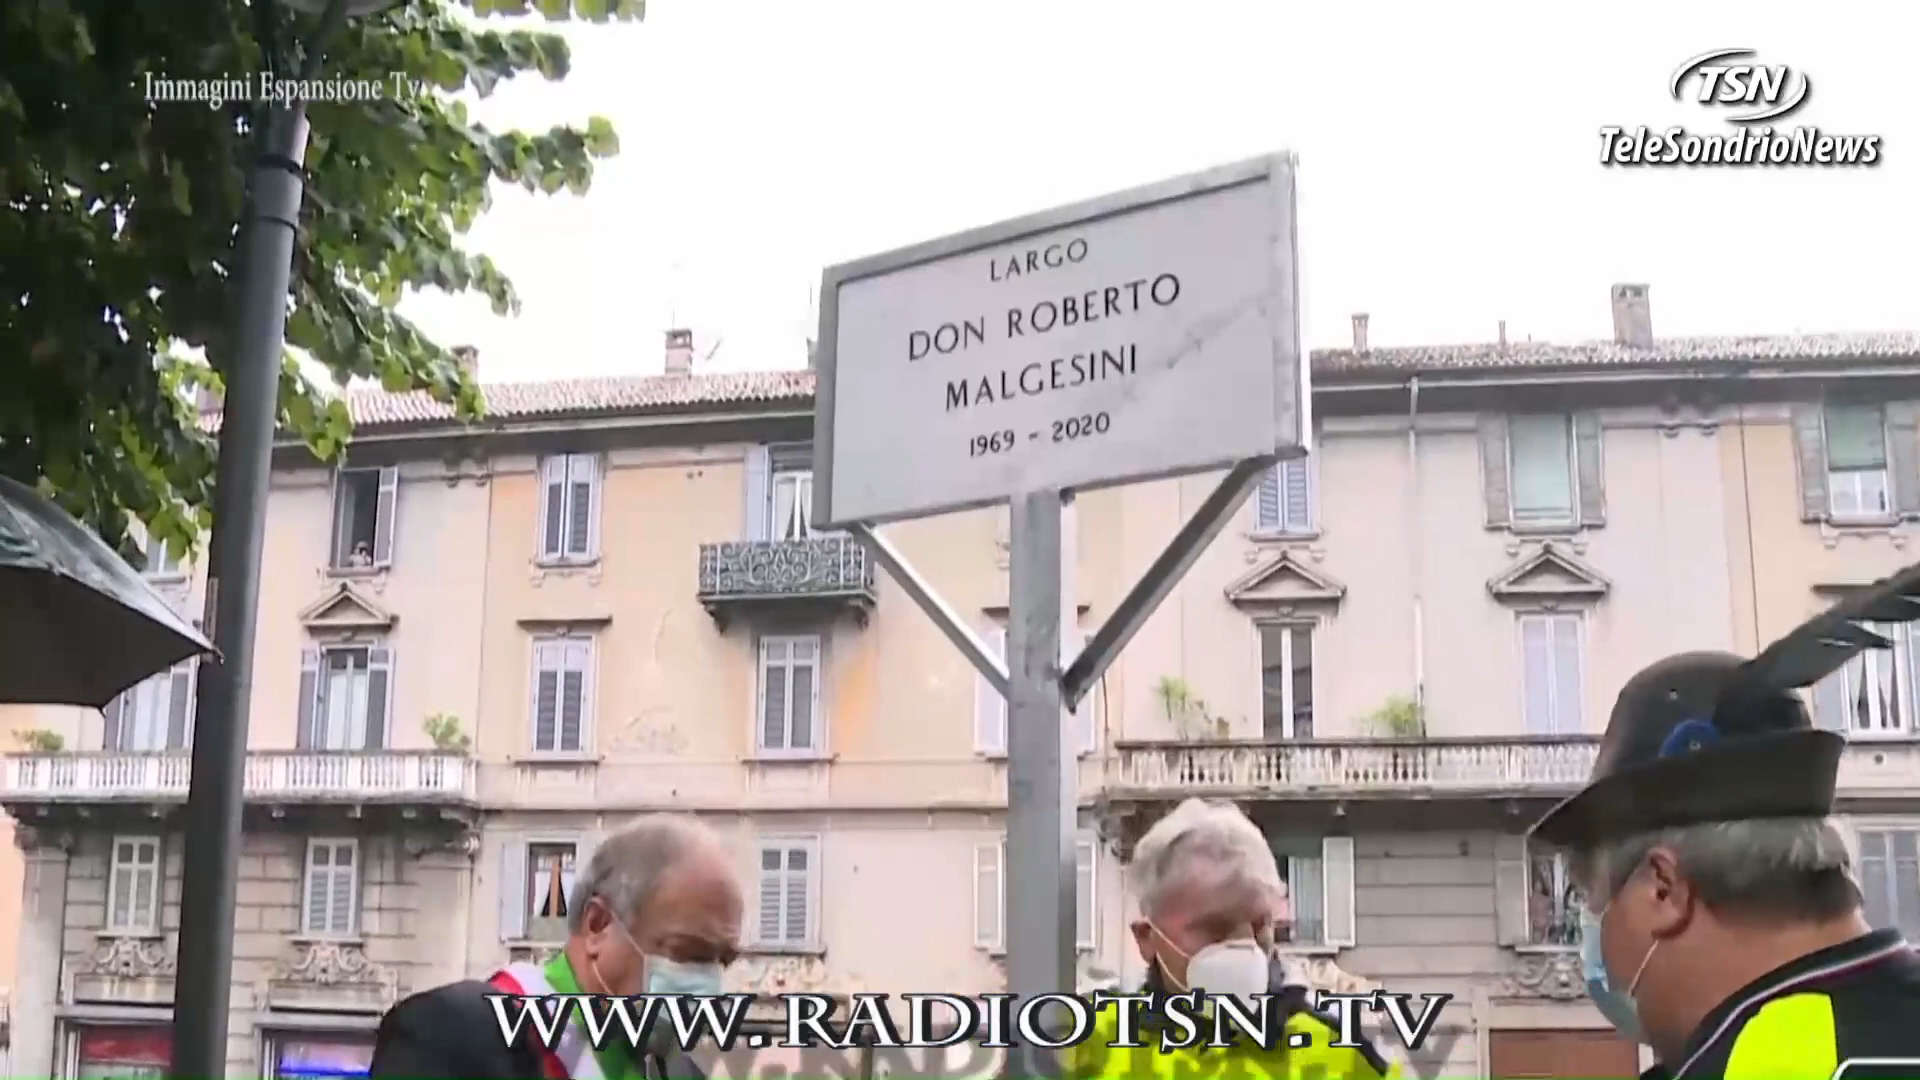 Immagini Espansione Tv
TSN
TeleSondrioNews
LARGO
DON ROBERTO
MALGESINI
1969 - 2020
WWW.RADIOTSN.TV